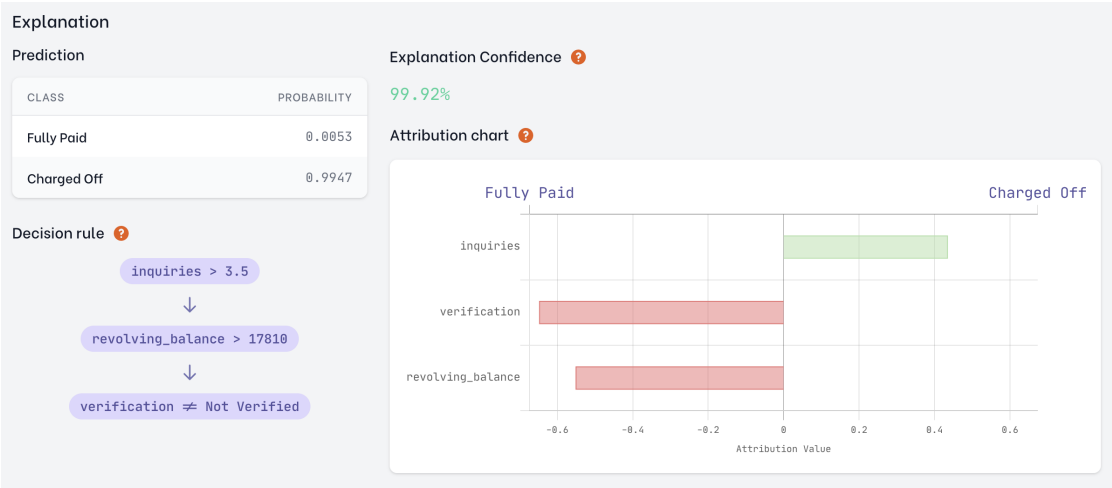 Explanation
Prediction
CLASS PROBABILITY
Fully Paid 0.0053
Charged Off 0.9947
Decision rule ?
inquiries > 3.5
↓
revolving_balance > 17810
↓
verification ≠ Not Verified
Explanation Confidence ?
99.92%
Attribution chart ?
Fully Paid Charged Off
inquiries
verification
revolving_balance
-0.6 -0.4 -0.2 0 0.2 0.4 0.6
Attribution Value